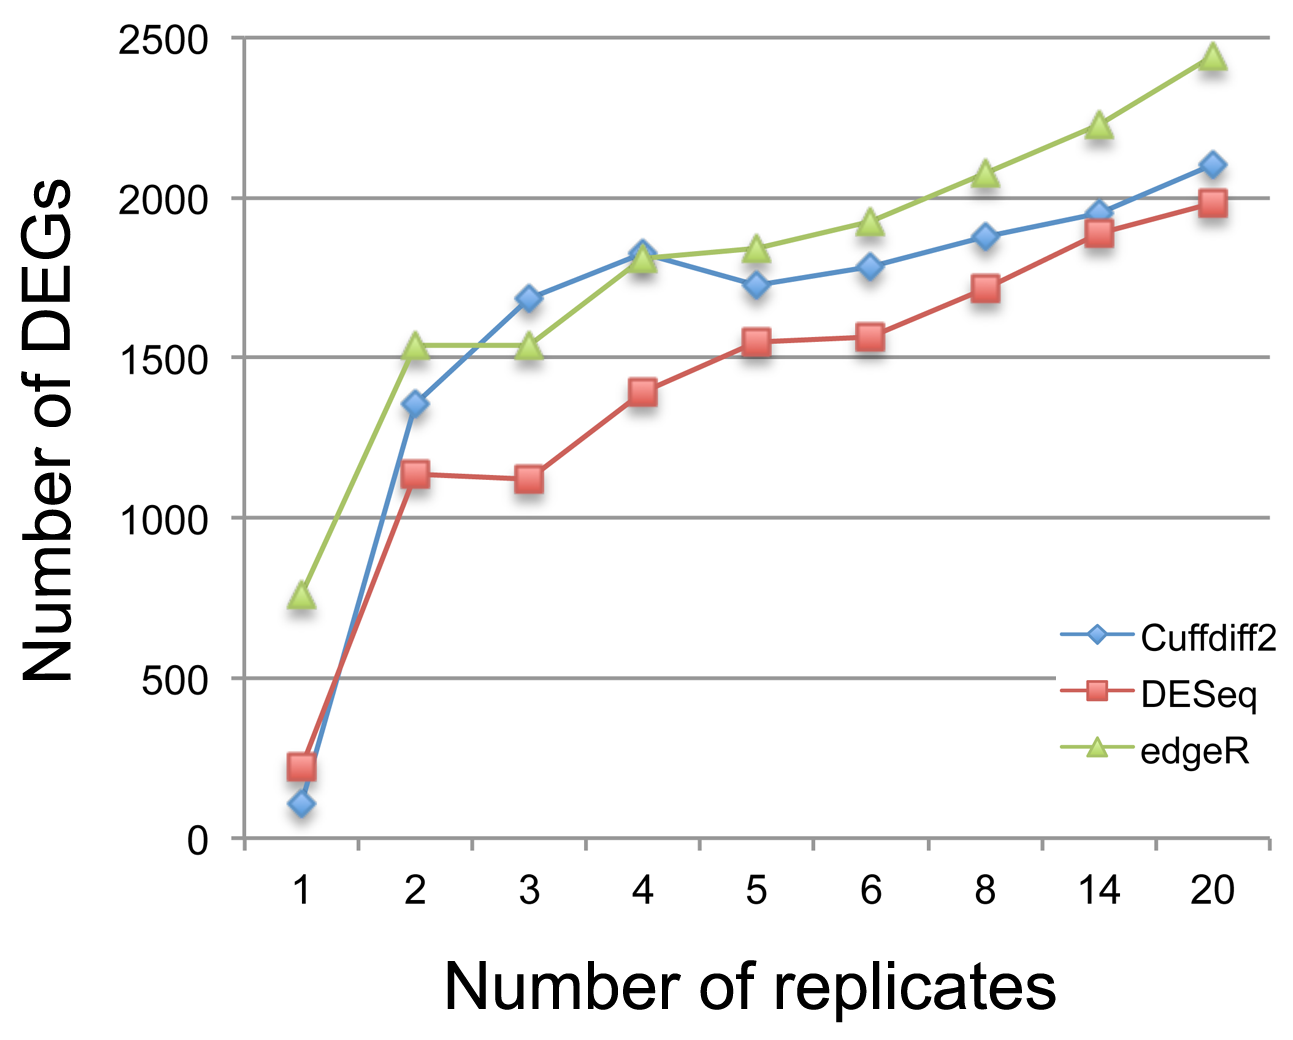 2500
2000
1500
1000
500
0
Number of DEGs
Cuffdiff2
DESeq
edgeR
1 2 3 4 5 6 8 14 20
Number of replicates